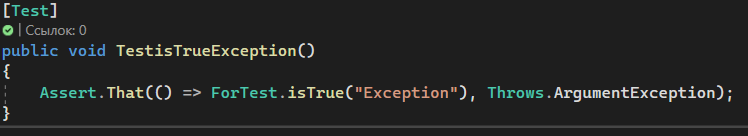 [Test]
| Ссылок: 0
public void TestisTrueException()
{
Assert.That(() => ForTest.isTrue("Exception"), Throws.ArgumentException);
}